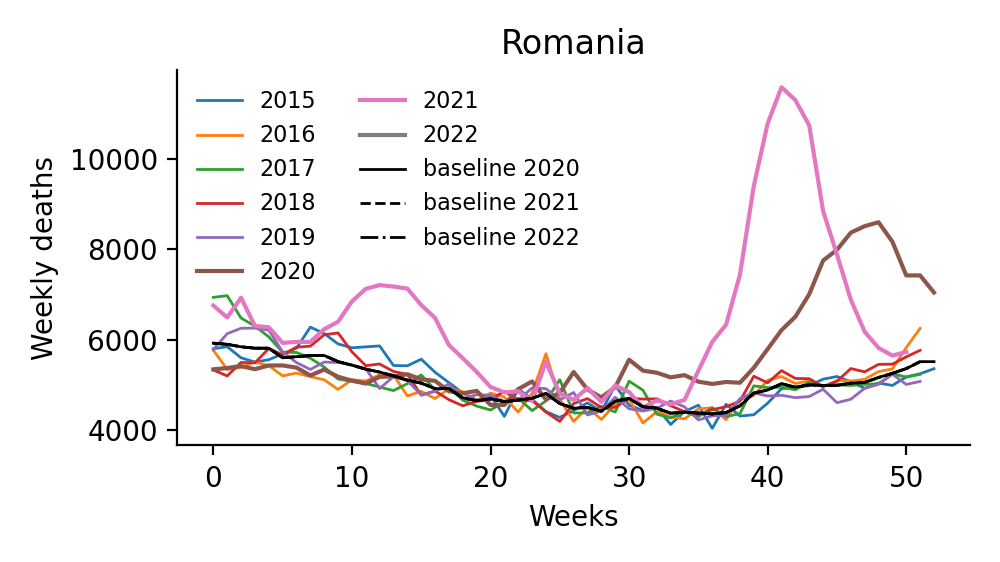 Romania
Weekly deaths
10000
8000
6000
4000
2015
2016
2017
2018
2019
2020
2021
2022
baseline 2020
baseline 2021
baseline 2022
0 10 20 30 40 50
Weeks